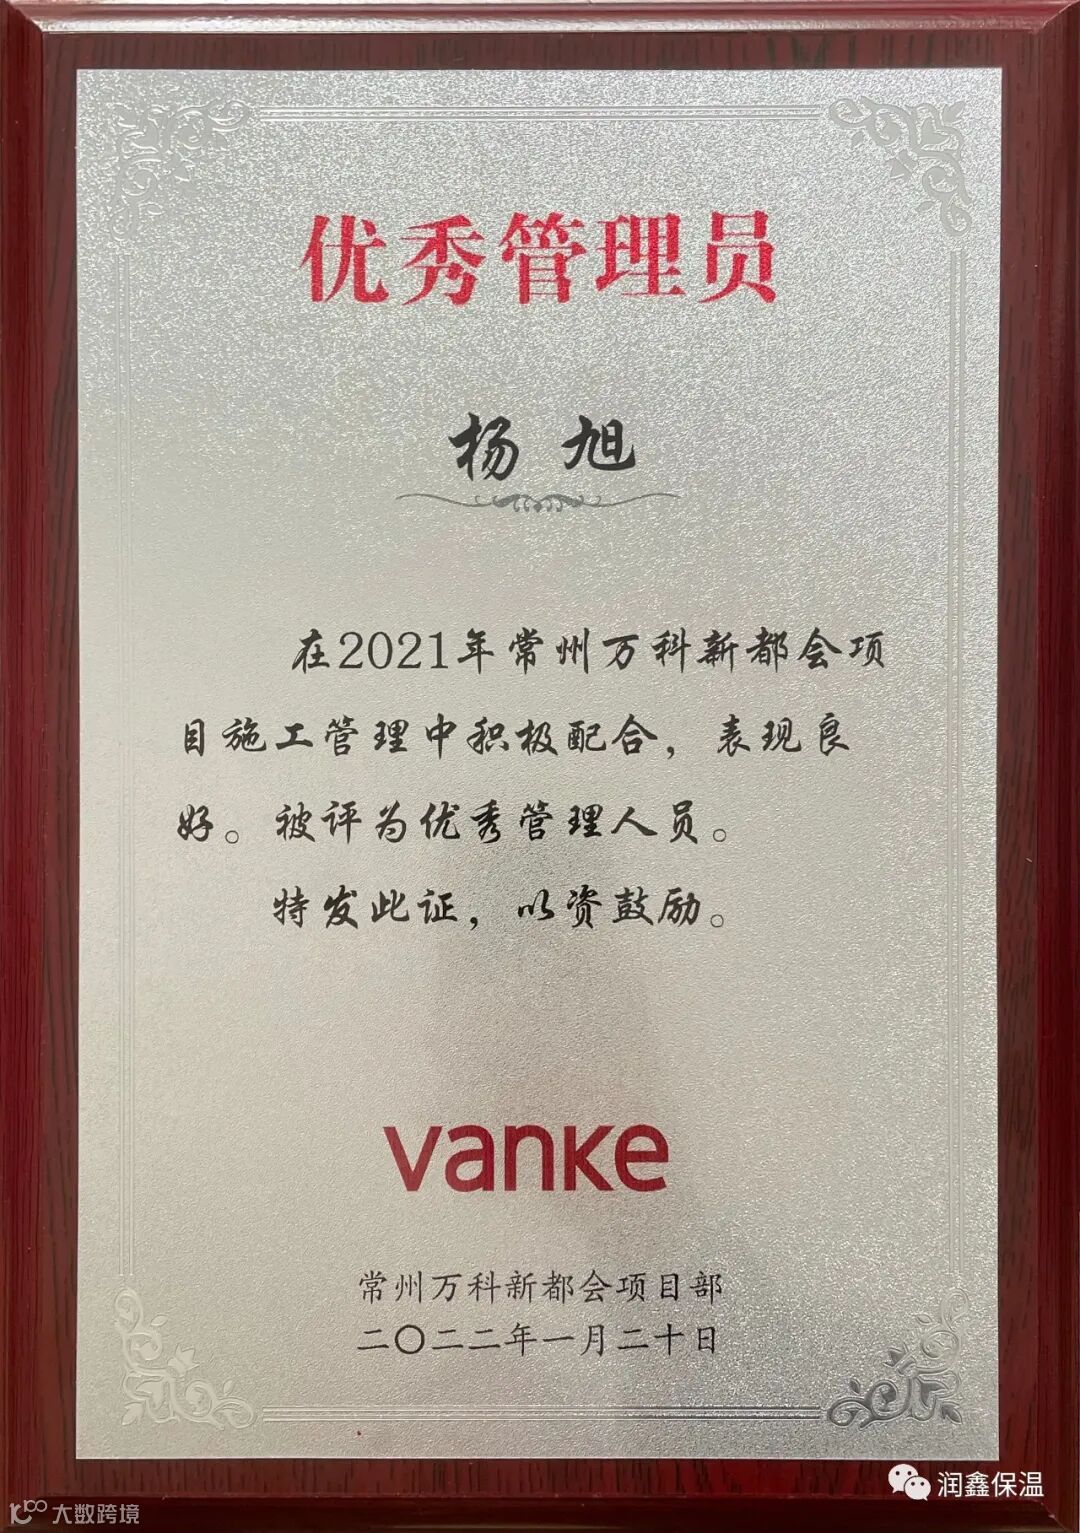 优秀管理员
杨 旭
在2021年常州万科新都会项
目施工管理中积极配合，表现良
好。被评为优秀管理人员。
特发此证，以资鼓励。
vanke
常州万科新都会项目部
二〇二二年一月二十日
润鑫保温
大数跨境